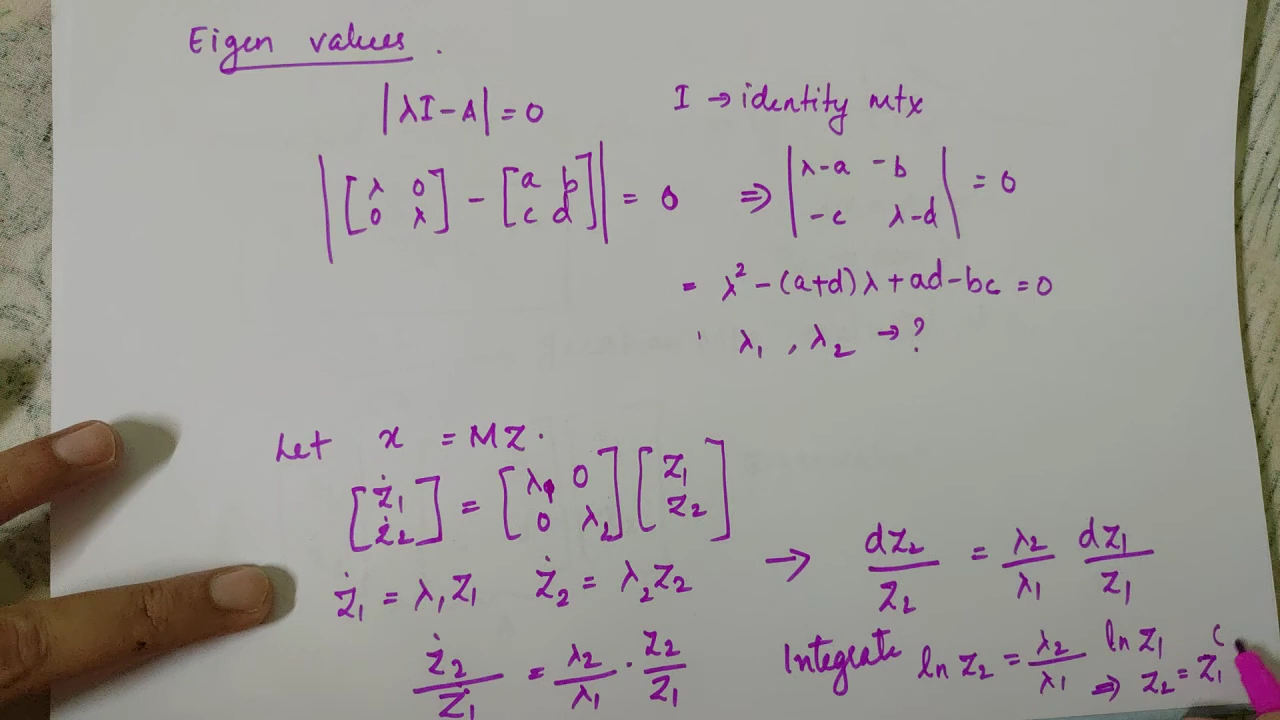 Eigen values .
|λI-A| = 0 I → identity mtx
|[λ 0; 0 λ] - [a b; c d]| = 0 ⇒ |λ-a -b; -c λ-d| = 0
= λ² - (a+d)λ + ad-bc = 0
λ₁ , λ₂ → ?
Let x = MZ.
[ż₁; ż₂] = [λ₁ 0; 0 λ₂] [z₁; z₂]
ż₁ = λ₁z₁ ż₂ = λ₂z₂ → dz₂/z₂ = λ₂/λ₁ dz₁/z₁
ż₂/ż₁ = λ₂/λ₁ · z₂/z₁ Integrate ln z₂ = λ₂/λ₁ ln z₁ ⇒ z₂ = z₁^(